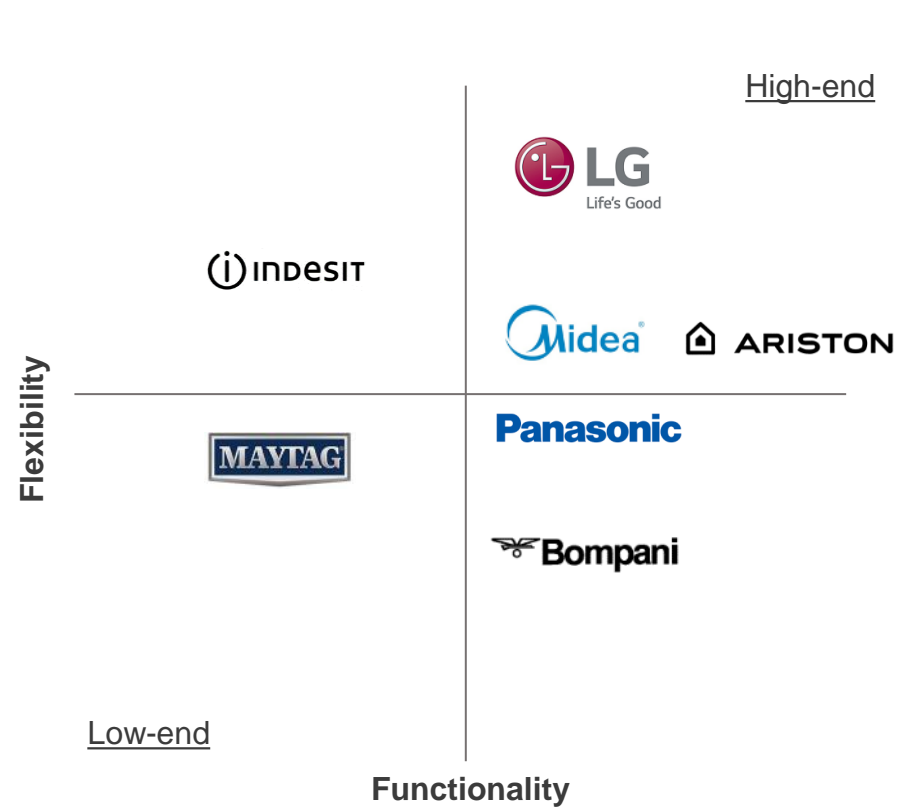 High-end
LG
Life's Good
INDESIT
Midea®
ARISTON
Flexibility
Panasonic
MAYTAG
Bompani
Low-end
Functionality